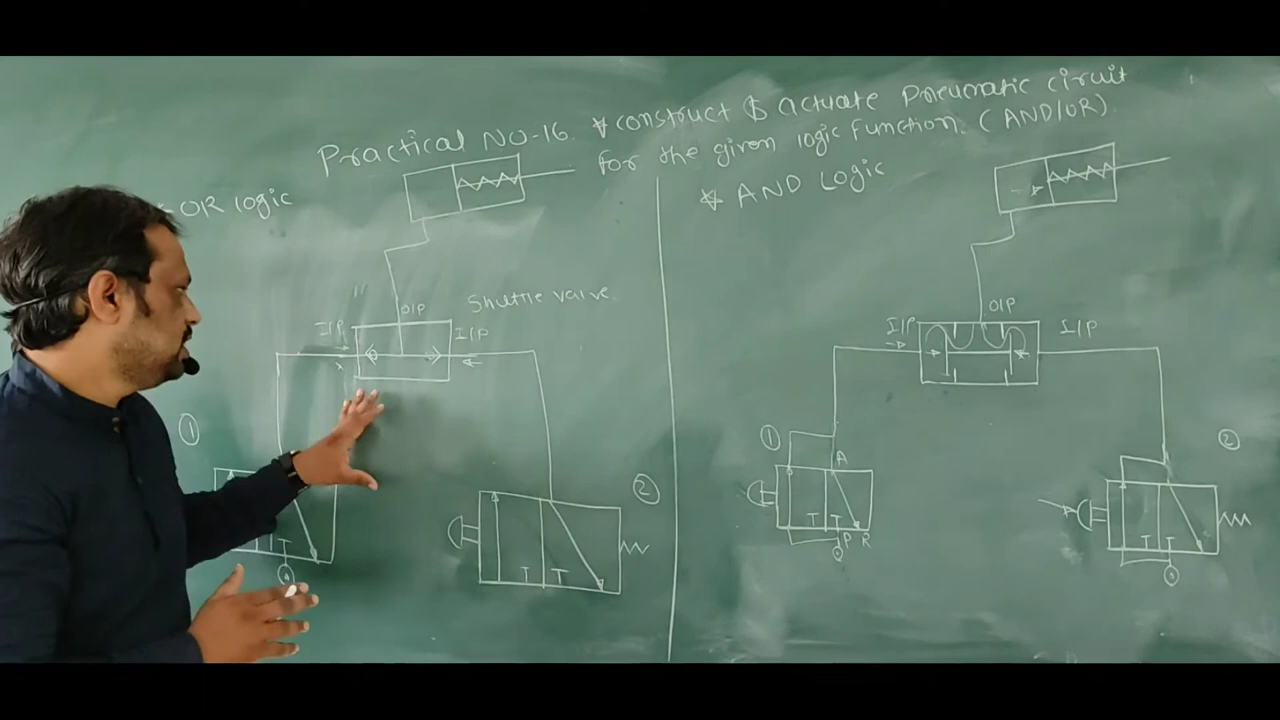 Practical NO-16. * construct & actuate Pneumatic circuit
for the given logic function. (AND/OR)
OR logic
* AND Logic
Shuttle valve.
O/P
I/P
I/P
O/P
I/P
I/P
1
2
1
A
P R
2